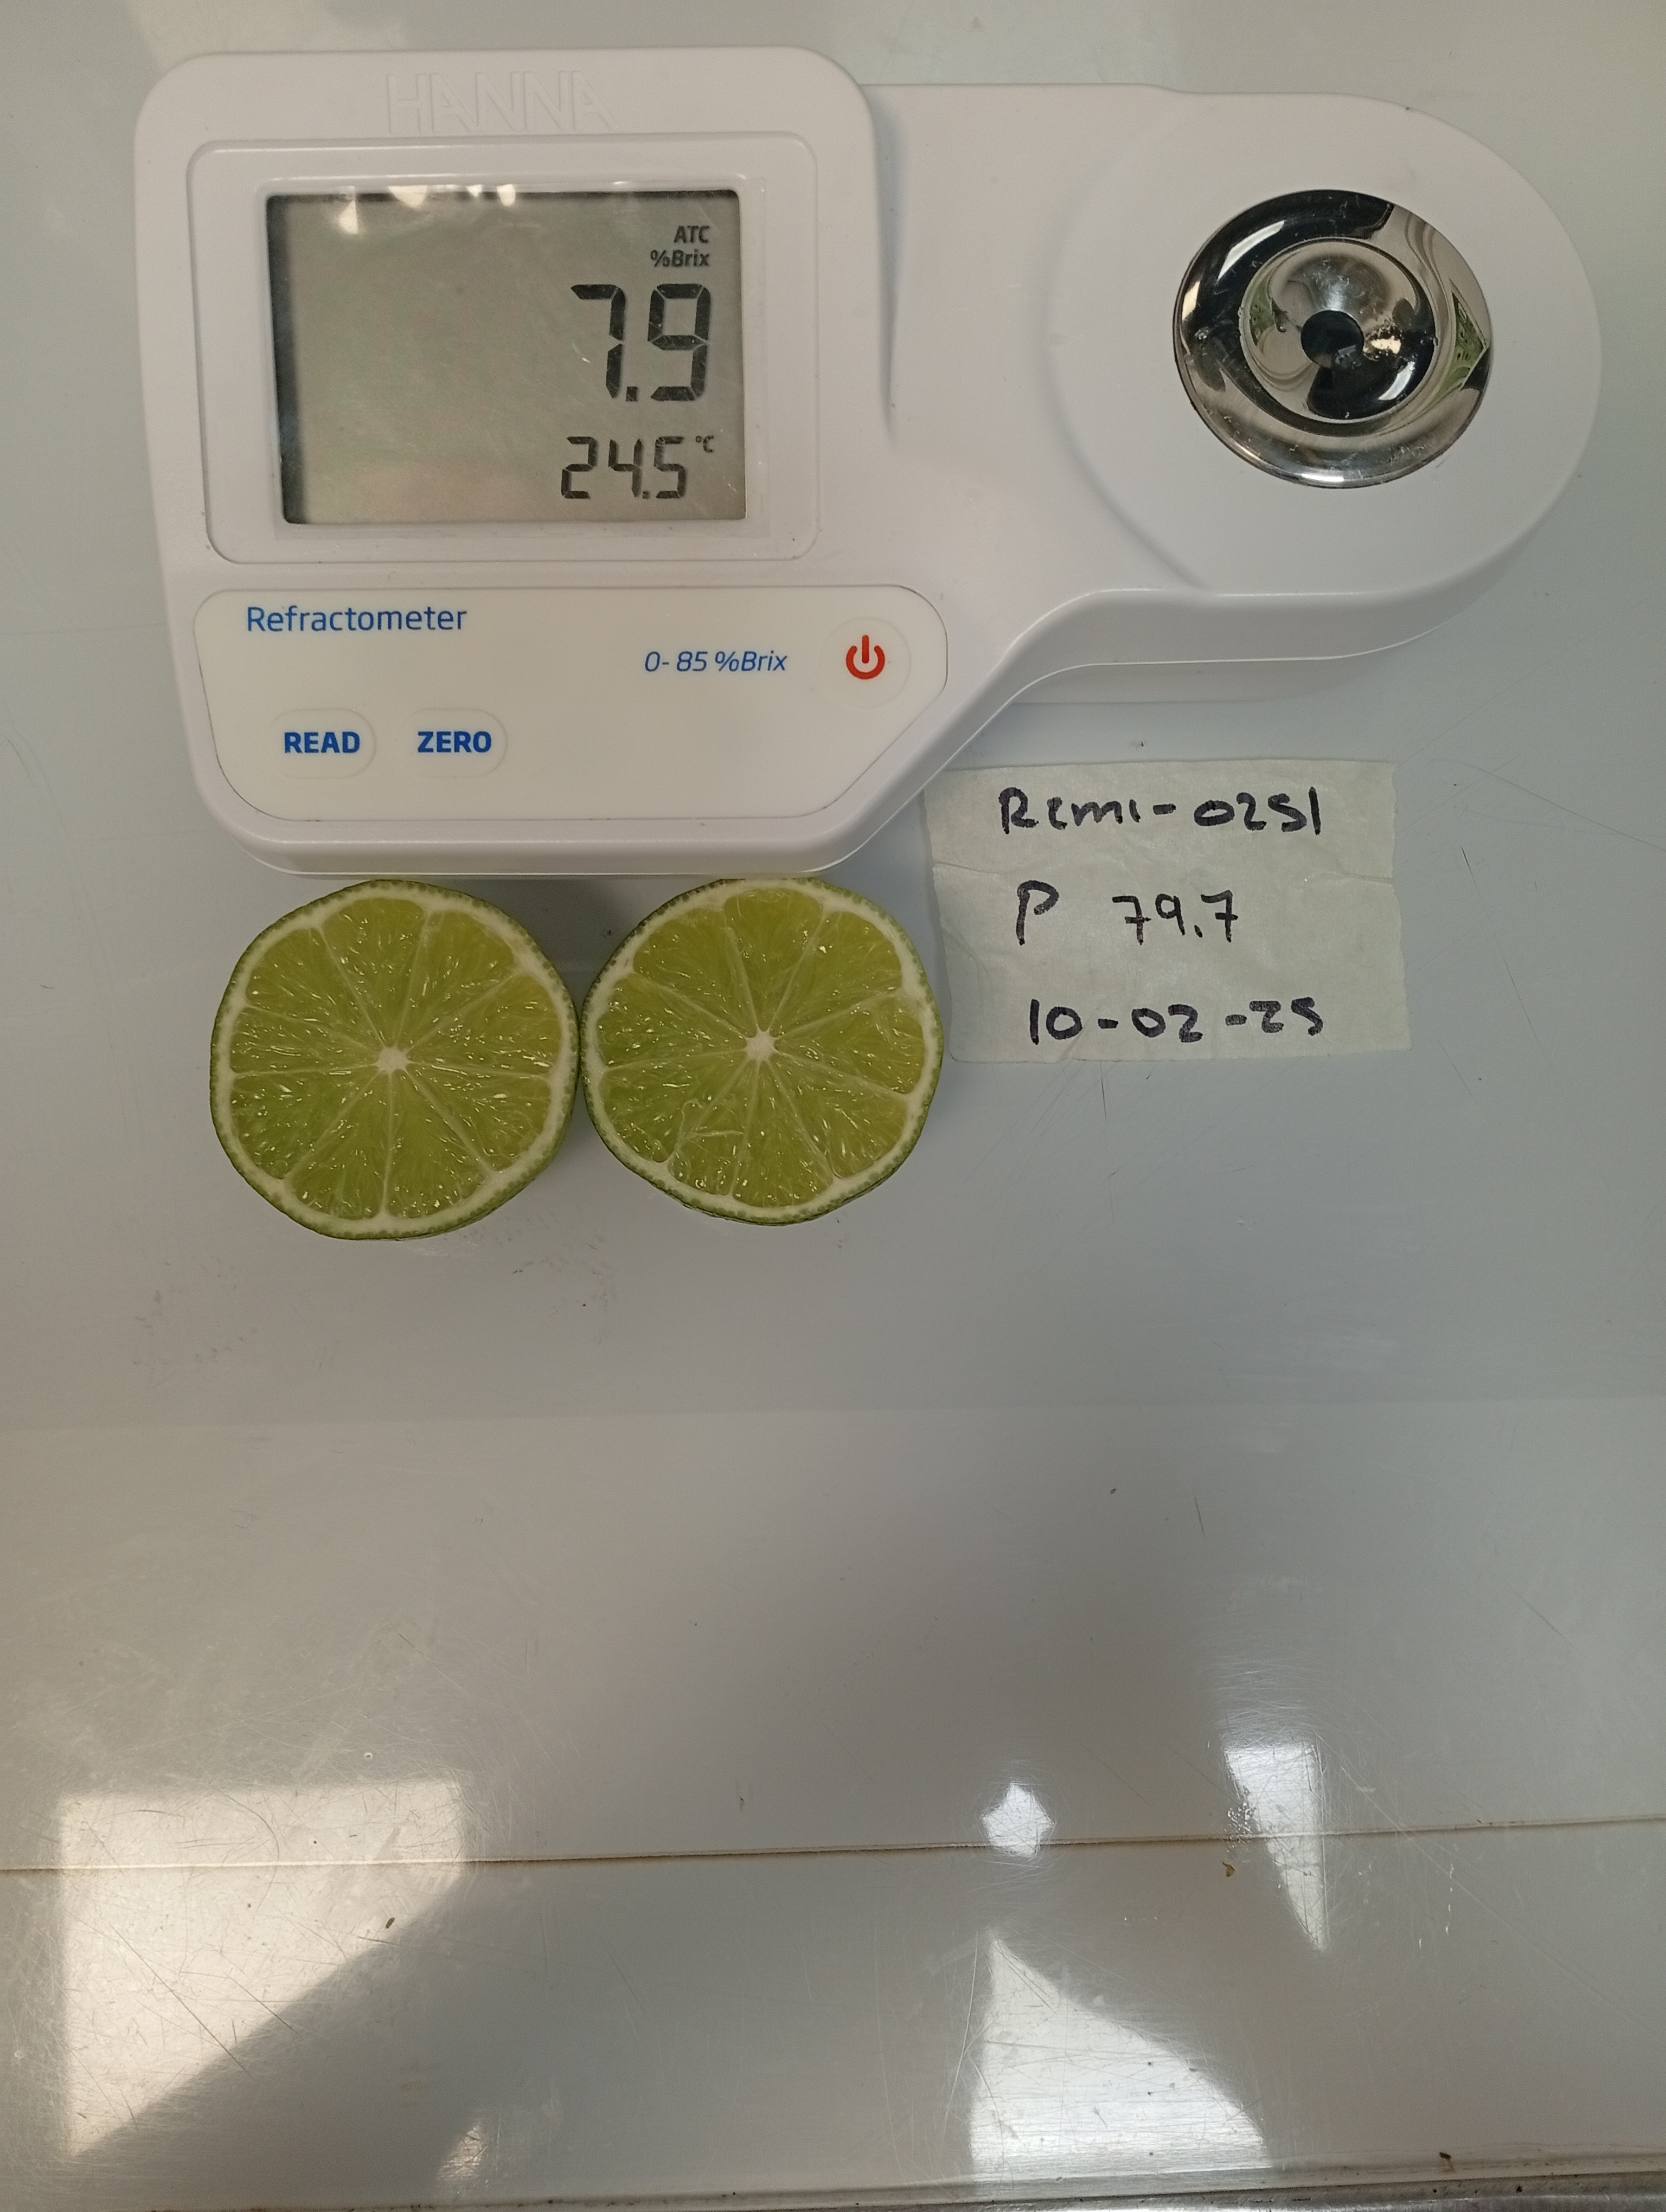 HANNA
ATC
%Brix
7.9
24.5 °C
Refractometer
0-85 %Brix
READ ZERO
Remi-0251
P 79.7
10-02-25